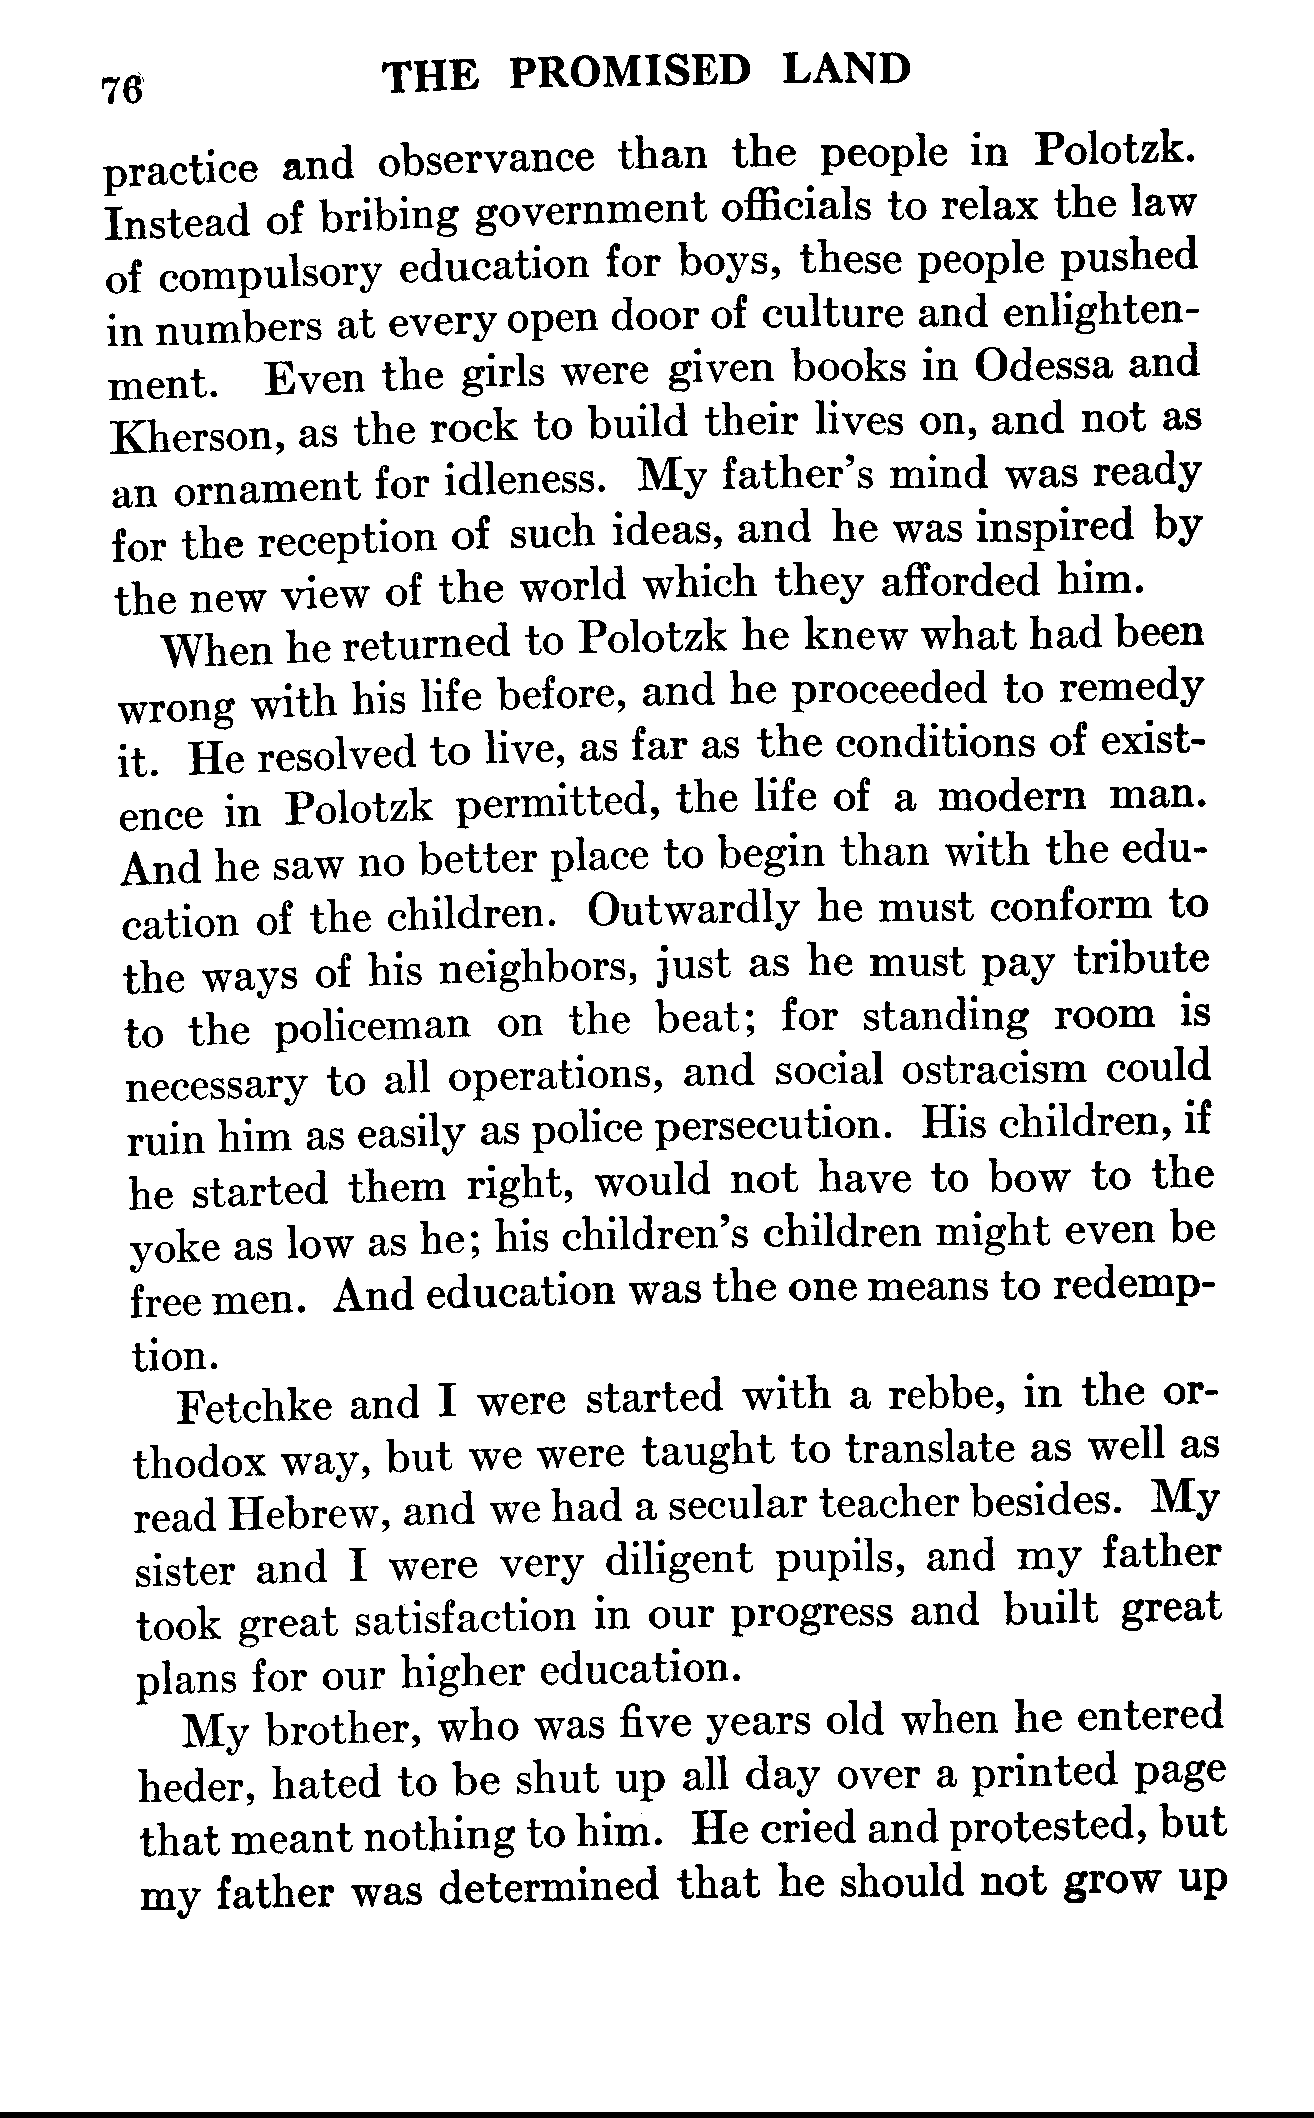 76 THE PROMISED LAND
practice and observance than the people in Polotzk.
Instead of bribing government officials to relax the law
of compulsory education for boys, these people pushed
in numbers at every open door of culture and enlighten-
ment. Even the girls were given books in Odessa and
Kherson, as the rock to build their lives on, and not as
an ornament for idleness. My father's mind was ready
for the reception of such ideas, and he was inspired by
the new view of the world which they afforded him.
When he returned to Polotzk he knew what had been
wrong with his life before, and he proceeded to remedy
it. He resolved to live, as far as the conditions of exist-
ence in Polotzk permitted, the life of a modern man.
And he saw no better place to begin than with the edu-
cation of the children. Outwardly he must conform to
the ways of his neighbors, just as he must pay tribute
to the policeman on the beat; for standing room is
necessary to all operations, and social ostracism could
ruin him as easily as police persecution. His children, if
he started them right, would not have to bow to the
yoke as low as he; his children's children might even be
free men. And education was the one means to redemp-
tion.
Fetchke and I were started with a rebbe, in the or-
thodox way, but we were taught to translate as well as
read Hebrew, and we had a secular teacher besides. My
sister and I were very diligent pupils, and my father
took great satisfaction in our progress and built great
plans for our higher education.
My brother, who was five years old when he entered
heder, hated to be shut up all day over a printed page
that meant nothing to him. He cried and protested, but
my father was determined that he should not grow up